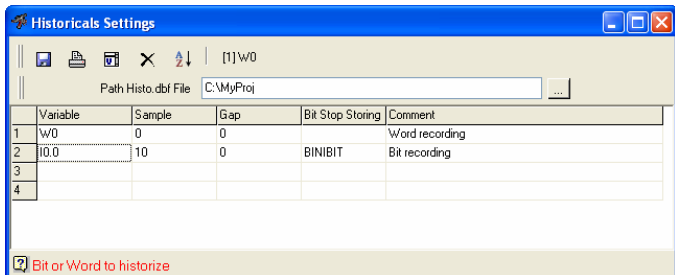 Historicals Settings
[1] W0
Path Histo.dbf File C:\MyProj ...
Variable Sample Gap Bit Stop Storing Comment
1 W0 0 0 Word recording
2 I0.0 10 0 BINIBIT Bit recording
3
4
Bit or Word to historize